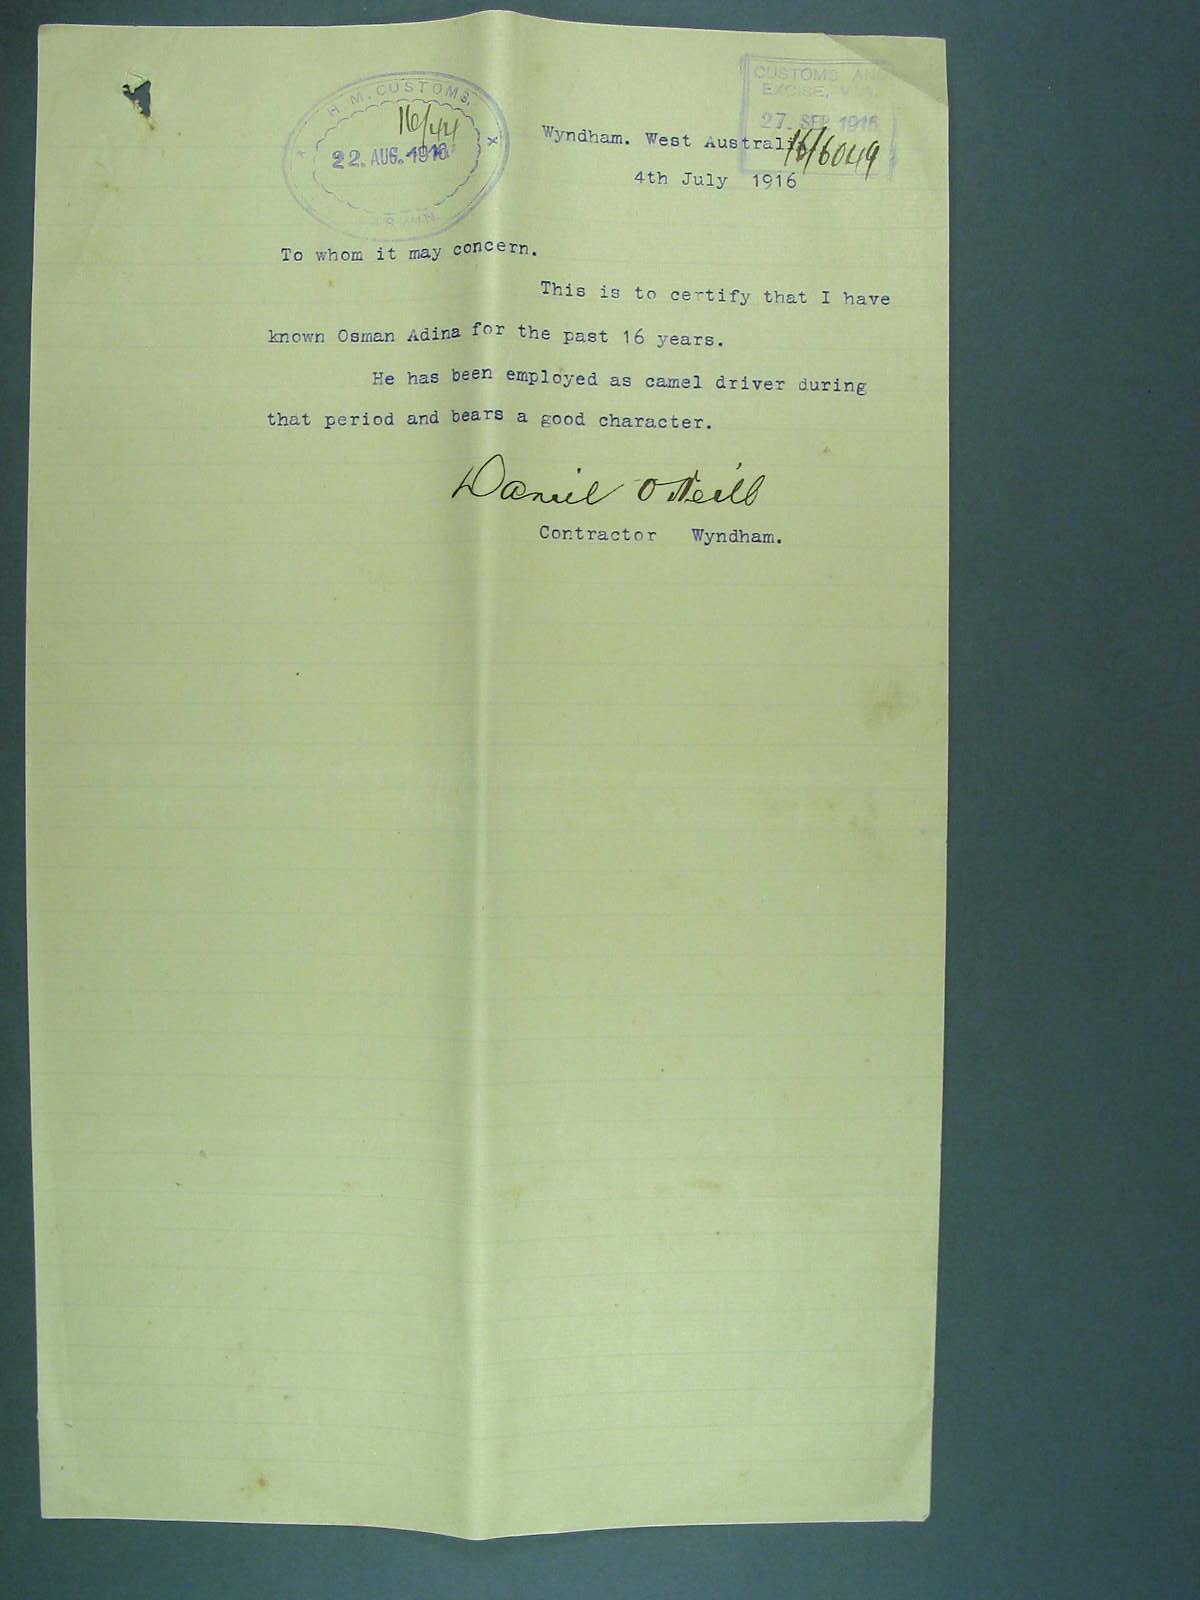 H. M. CUSTOMS.
16/44
22. AUG. 1916
CUSTOMS AND
EXCISE, W.A.
27. SEP 1916
16/6049
Wyndham. West Australia
4th July 1916
To whom it may concern.
This is to certify that I have
known Osman Adina for the past 16 years.
He has been employed as camel driver during
that period and bears a good character.
Daniel O'Neill
Contractor Wyndham.